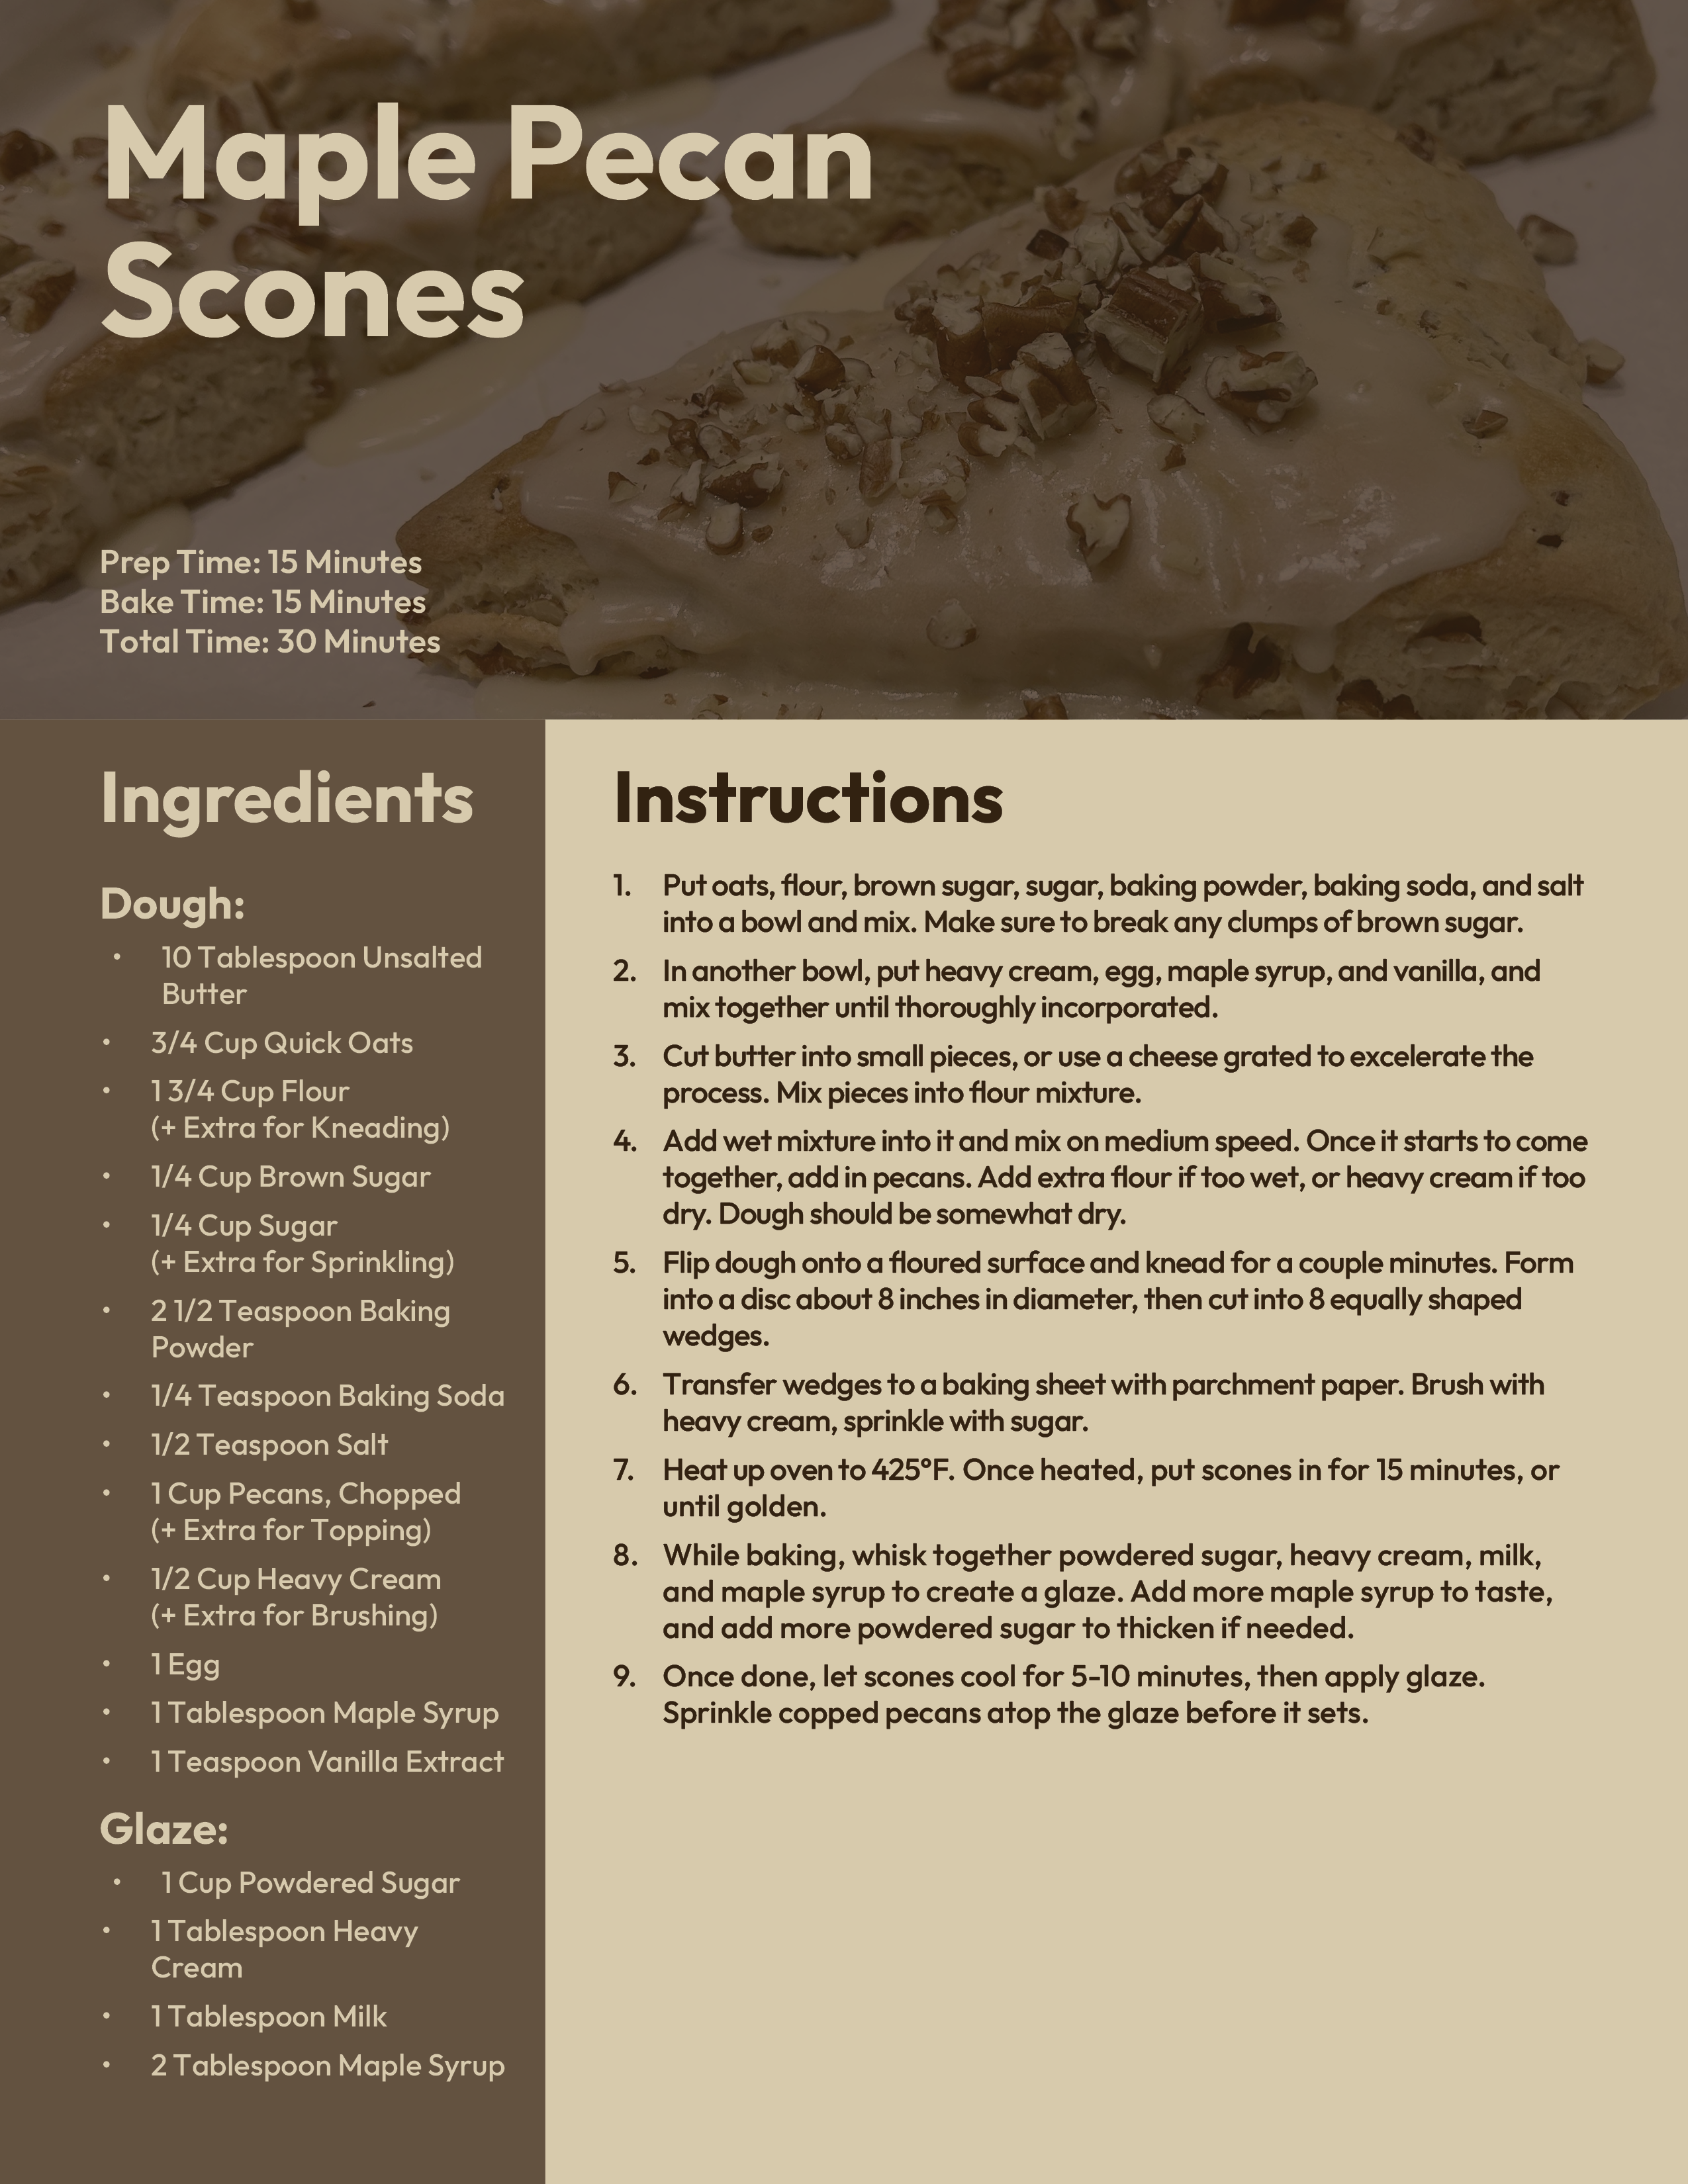 Maple Pecan
Scones
Prep Time: 15 Minutes
Bake Time: 15 Minutes
Total Time: 30 Minutes
Ingredients
Dough:
• 10 Tablespoon Unsalted
Butter
• 3/4 Cup Quick Oats
• 1 3/4 Cup Flour
(+ Extra for Kneading)
• 1/4 Cup Brown Sugar
• 1/4 Cup Sugar
(+ Extra for Sprinkling)
• 2 1/2 Teaspoon Baking
Powder
• 1/4 Teaspoon Baking Soda
• 1/2 Teaspoon Salt
• 1 Cup Pecans, Chopped
(+ Extra for Topping)
• 1/2 Cup Heavy Cream
(+ Extra for Brushing)
• 1 Egg
• 1 Tablespoon Maple Syrup
• 1 Teaspoon Vanilla Extract
Glaze:
• 1 Cup Powdered Sugar
• 1 Tablespoon Heavy
Cream
• 1 Tablespoon Milk
• 2 Tablespoon Maple Syrup
Instructions
1. Put oats, flour, brown sugar, sugar, baking powder, baking soda, and salt
into a bowl and mix. Make sure to break any clumps of brown sugar.
2. In another bowl, put heavy cream, egg, maple syrup, and vanilla, and
mix together until thoroughly incorporated.
3. Cut butter into small pieces, or use a cheese grated to excelerate the
process. Mix pieces into flour mixture.
4. Add wet mixture into it and mix on medium speed. Once it starts to come
together, add in pecans. Add extra flour if too wet, or heavy cream if too
dry. Dough should be somewhat dry.
5. Flip dough onto a floured surface and knead for a couple minutes. Form
into a disc about 8 inches in diameter, then cut into 8 equally shaped
wedges.
6. Transfer wedges to a baking sheet with parchment paper. Brush with
heavy cream, sprinkle with sugar.
7. Heat up oven to 425°F. Once heated, put scones in for 15 minutes, or
until golden.
8. While baking, whisk together powdered sugar, heavy cream, milk,
and maple syrup to create a glaze. Add more maple syrup to taste,
and add more powdered sugar to thicken if needed.
9. Once done, let scones cool for 5-10 minutes, then apply glaze.
Sprinkle copped pecans atop the glaze before it sets.